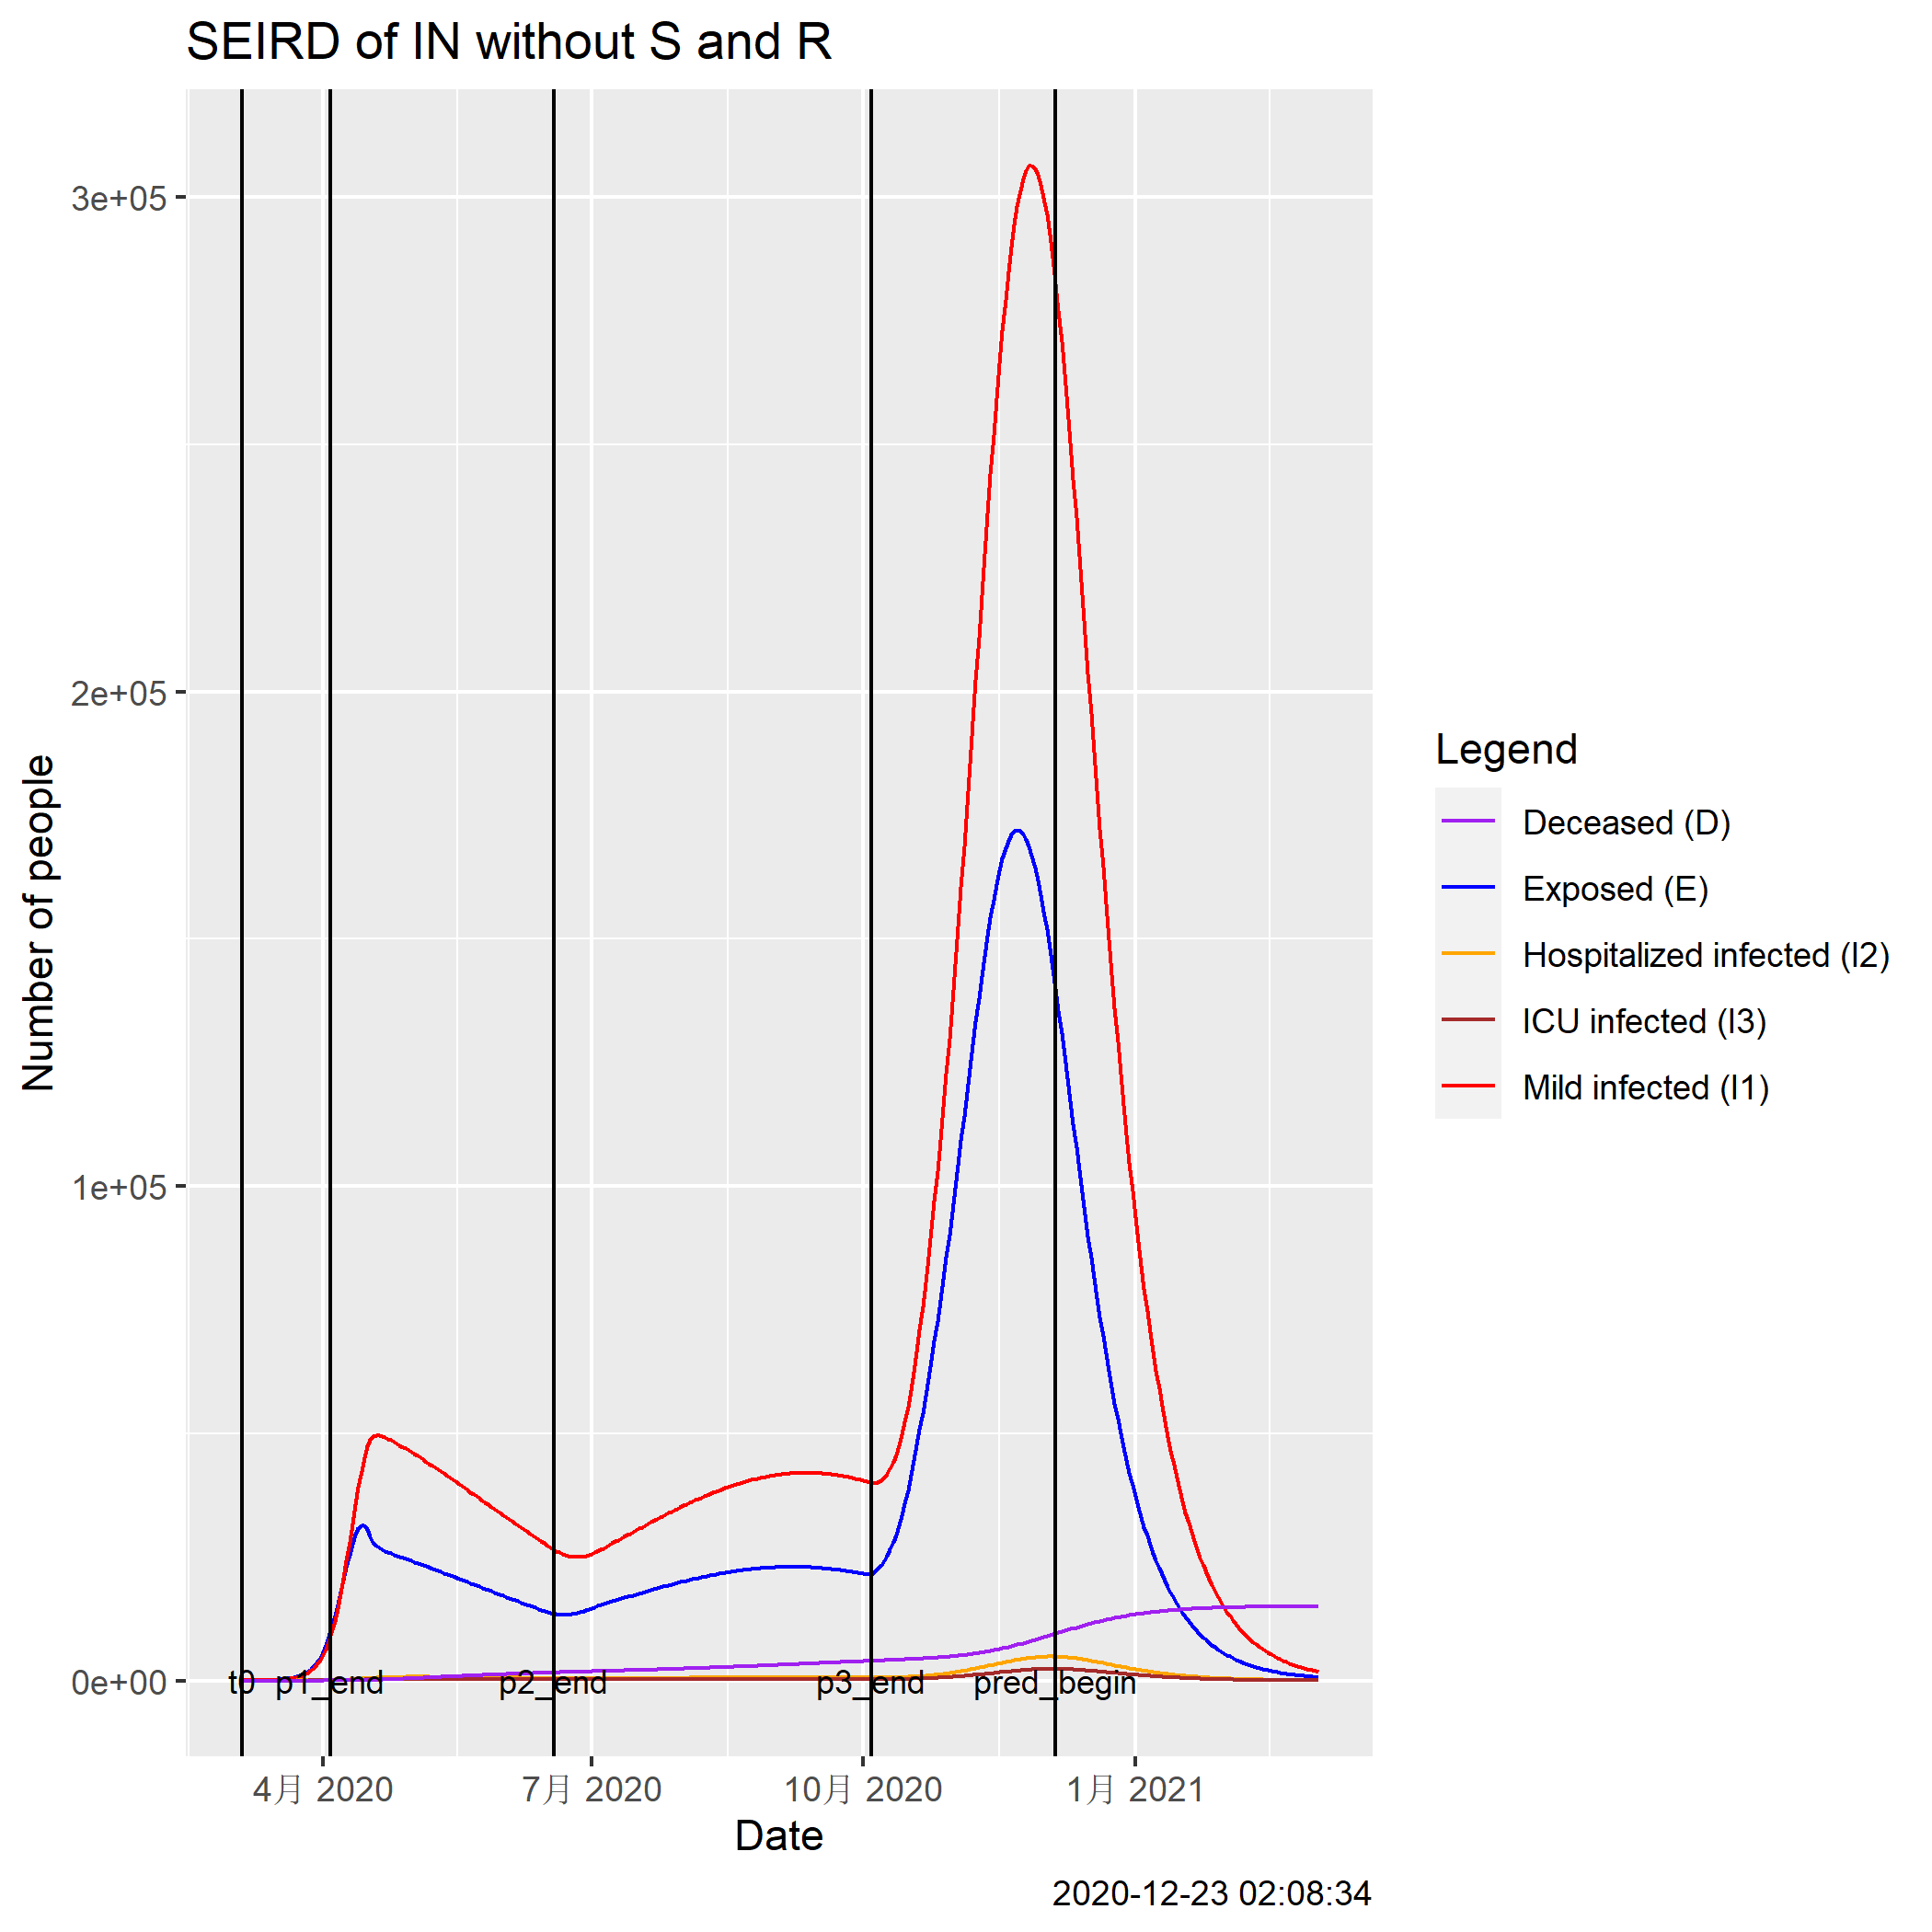 SEIRD of IN without S and R
3e+05
2e+05
1e+05
0e+00
Number of people
t0 p1_end p2_end p3_end pred_begin
4月 2020 7月 2020 10月 2020 1月 2021
Date
2020-12-23 02:08:34
Legend
Deceased (D)
Exposed (E)
Hospitalized infected (I2)
ICU infected (I3)
Mild infected (I1)